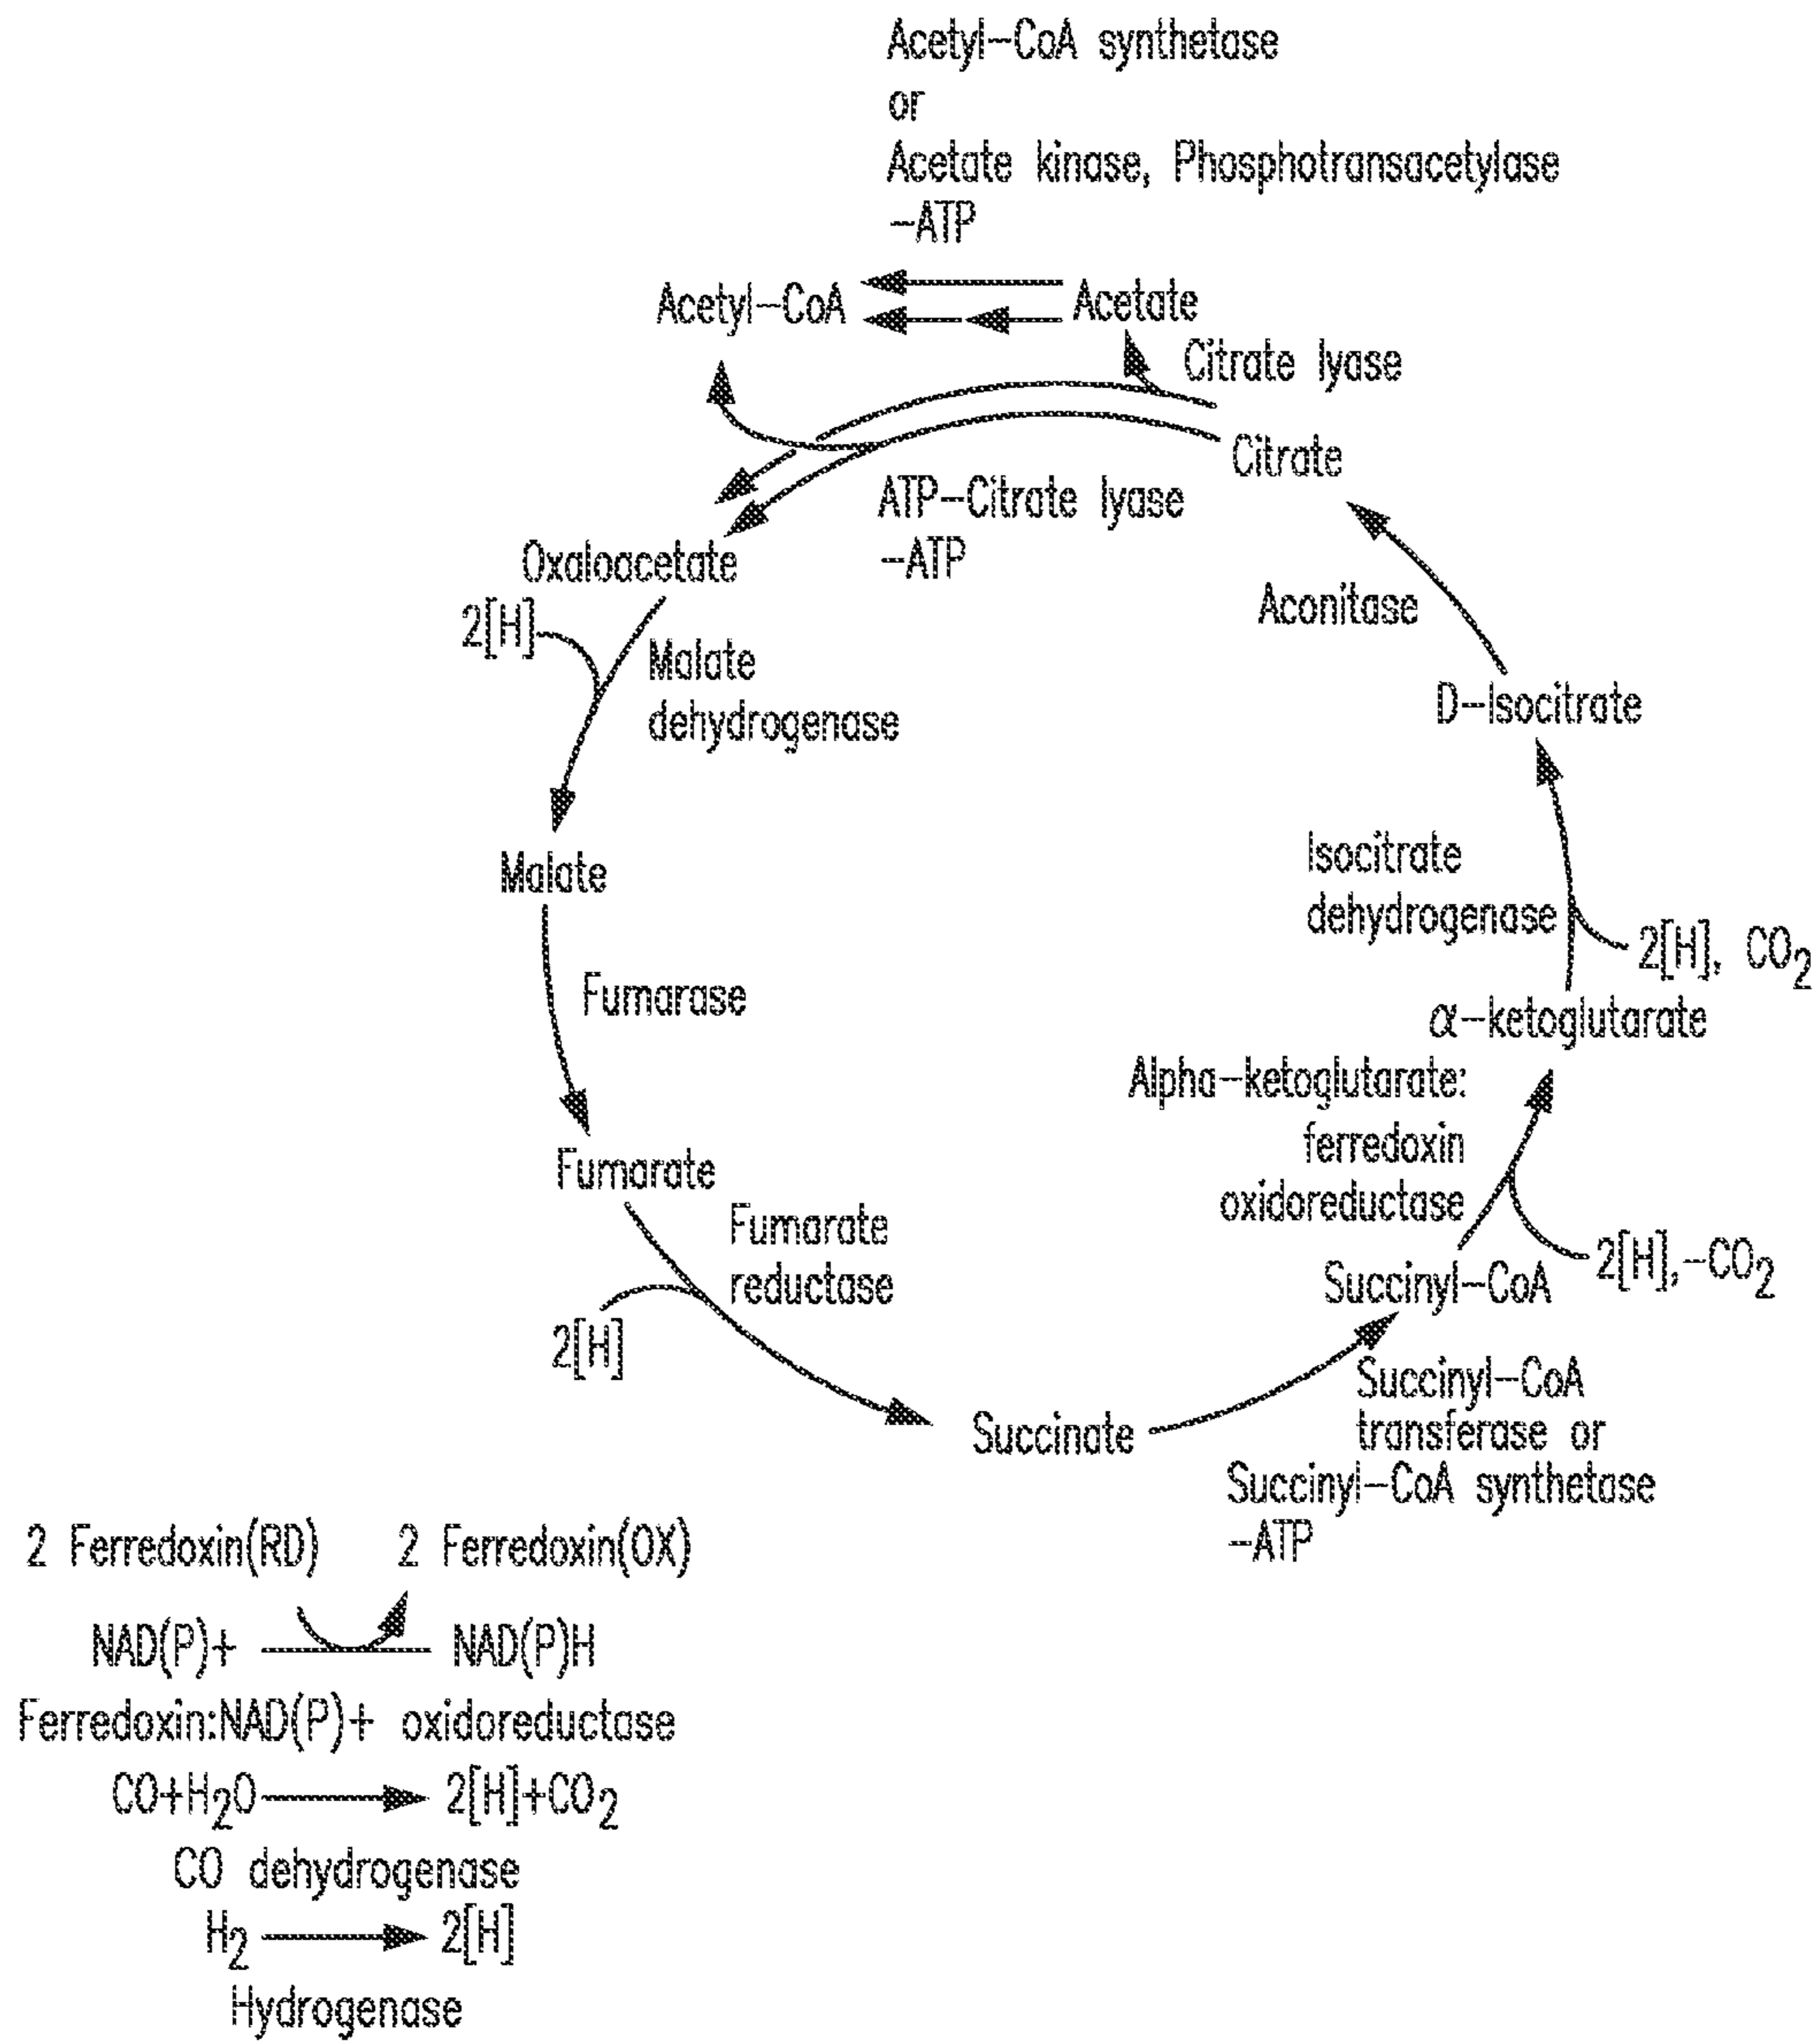 Acetyl-CoA synthetase
or
Acetate kinase, Phosphotransacetylase
-ATP
Acetyl-CoA
Acetate
Citrate lyase
Citrate
ATP-Citrate lyase
-ATP
Oxaloacetate
2[H]
Malate
dehydrogenase
Aconitase
D-Isocitrate
Malate
Isocitrate
dehydrogenase
2[H], CO2
Fumarase
α-ketoglutarate
Alpha-ketoglutarate:
ferredoxin
oxidoreductase
Fumarate
Fumarate
reductase
2[H]
2[H],-CO2
Succinyl-CoA
Succinate
Succinyl-CoA
transferase or
Succinyl-CoA synthetase
-ATP
2 Ferredoxin(RD) 2 Ferredoxin(OX)
NAD(P)+ NAD(P)H
Ferredoxin:NAD(P)+ oxidoreductase
CO+H2O 2[H]+CO2
CO dehydrogenase
H2 2[H]
Hydrogenase